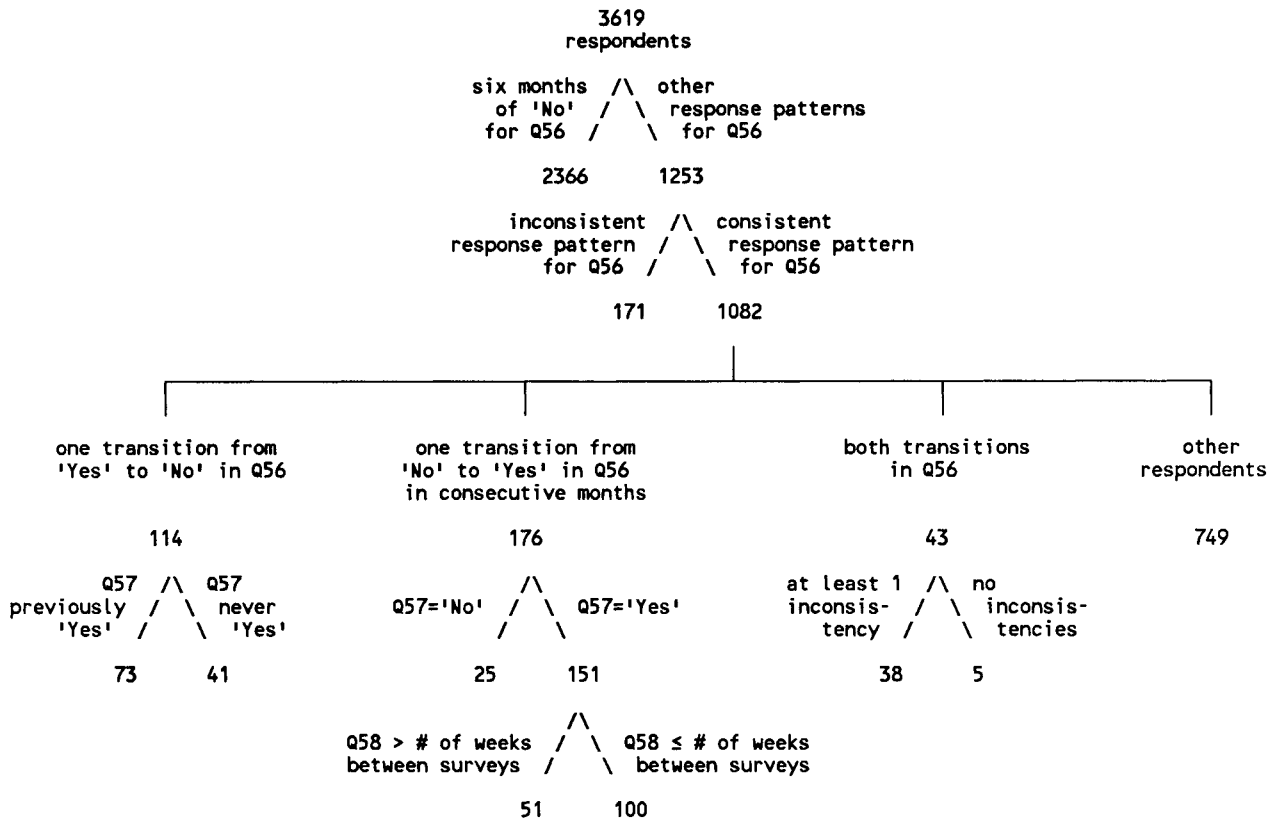 3619
respondents
six months /\ other
of 'No' / \ response patterns
for Q56 / \ for Q56
2366 1253
inconsistent /\ consistent
response pattern / \ response pattern
for Q56 / \ for Q56
171 1082
one transition from
'Yes' to 'No' in Q56
114
Q57 /\ Q57
previously / \ never
'Yes' / \ 'Yes'
73 41
one transition from
'No' to 'Yes' in Q56
in consecutive months
176
/\
Q57='No' / \ Q57='Yes'
/ \
25 151
/\
Q58 > # of weeks / \ Q58 ≤ # of weeks
between surveys / \ between surveys
51 100
both transitions
in Q56
43
at least 1 /\ no
inconsis- / \ inconsis-
tency / \ tencies
38 5
other
respondents
749